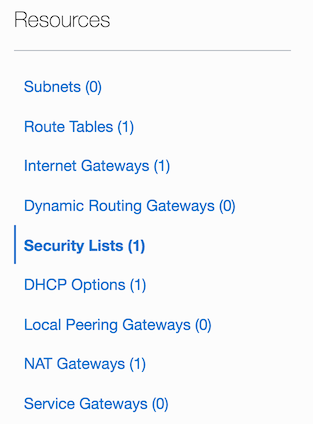 Resources
Subnets (0)
Route Tables (1)
Internet Gateways (1)
Dynamic Routing Gateways (0)
Security Lists (1)
DHCP Options (1)
Local Peering Gateways (0)
NAT Gateways (1)
Service Gateways (0)